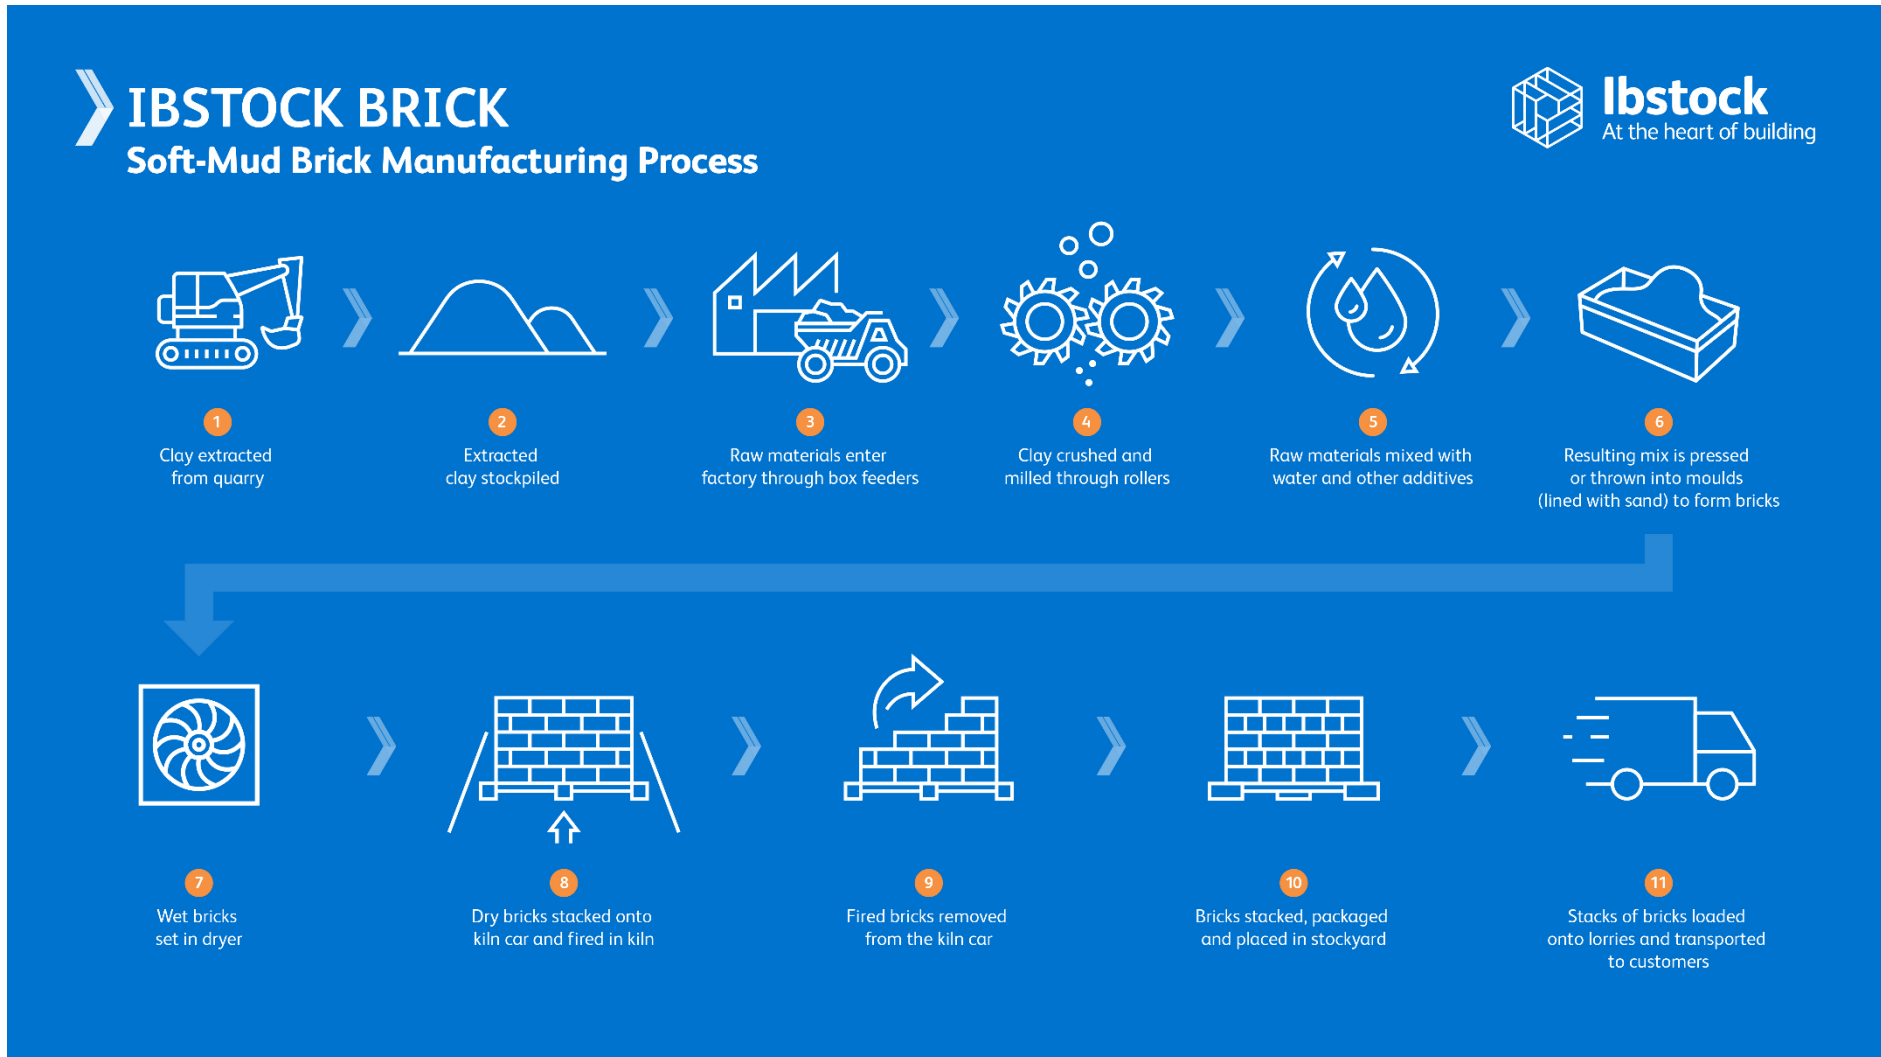 IBSTOCK BRICK
Soft-Mud Brick Manufacturing Process
Ibstock
At the heart of building
1
Clay extracted
from quarry
2
Extracted
clay stockpiled
3
Raw materials enter
factory through box feeders
4
Clay crushed and
milled through rollers
5
Raw materials mixed with
water and other additives
6
Resulting mix is pressed
or thrown into moulds
(lined with sand) to form bricks
7
Wet bricks
set in dryer
8
Dry bricks stacked onto
kiln car and fired in kiln
9
Fired bricks removed
from the kiln car
10
Bricks stacked, packaged
and placed in stockyard
11
Stacks of bricks loaded
onto lorries and transported
to customers